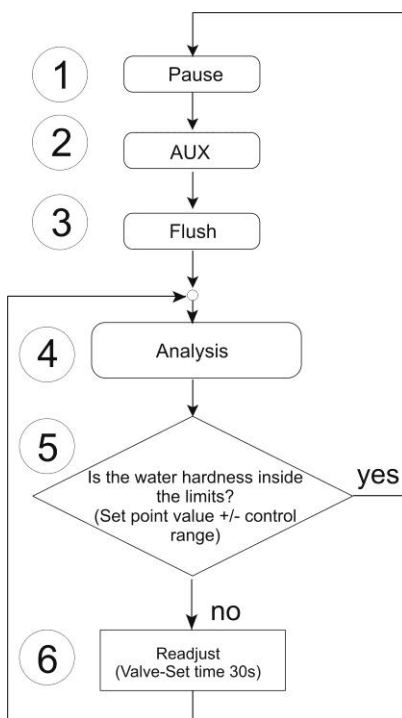 1
Pause
2
AUX
3
Flush
4
Analysis
5
Is the water hardness inside
the limits?
(Set point value +/- control
range)
yes
no
6
Readjust
(Valve-Set time 30s)